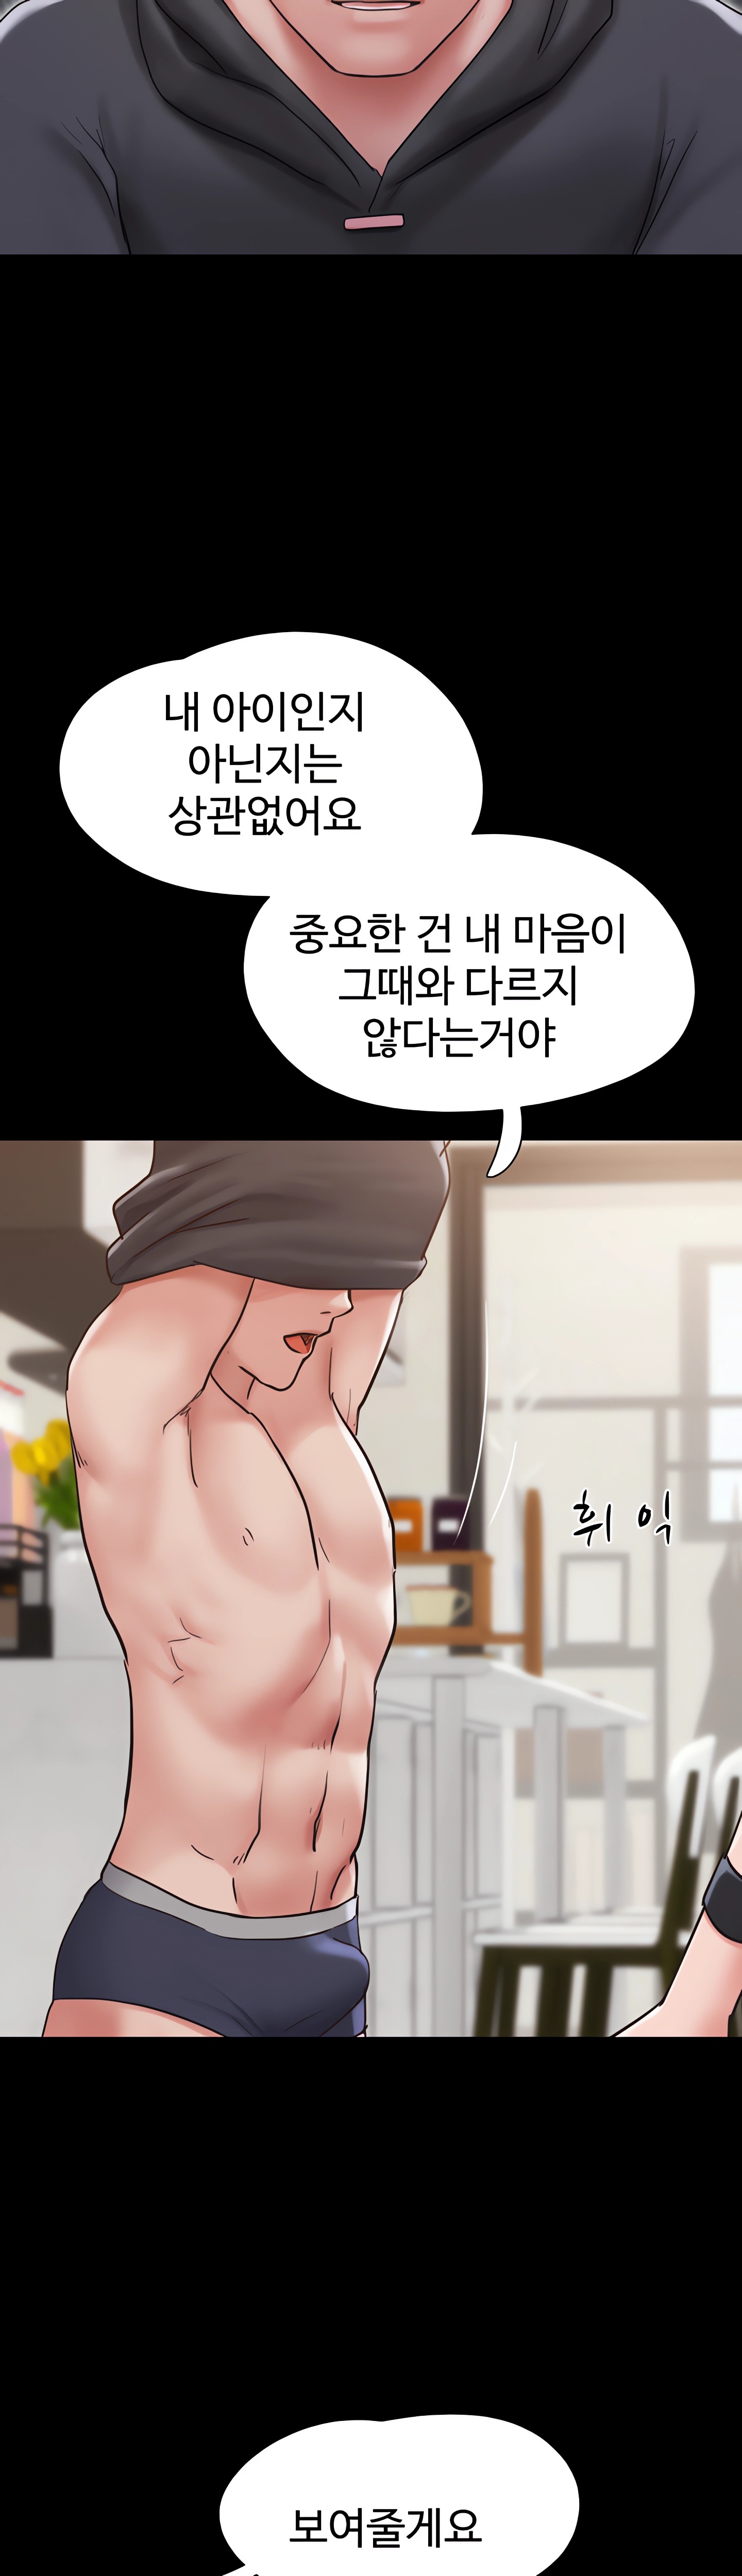 내 아이인지
아닌지는
상관없어요
중요한 건 내 마음이
그때와 다르지
않다는거야
휘익
보여줄게요